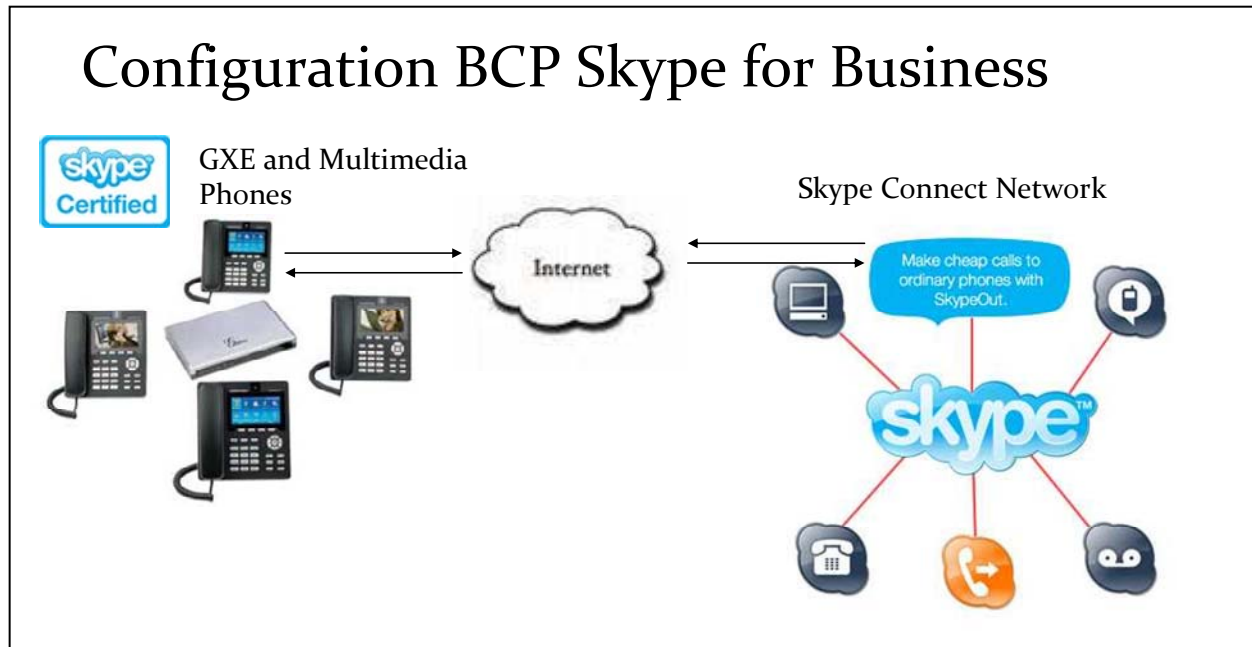 Configuration BCP Skype for Business
skype
Certified
GXE and Multimedia
Phones
Skype Connect Network
Internet
Make cheap calls to
ordinary phones with
SkypeOut.
skype™